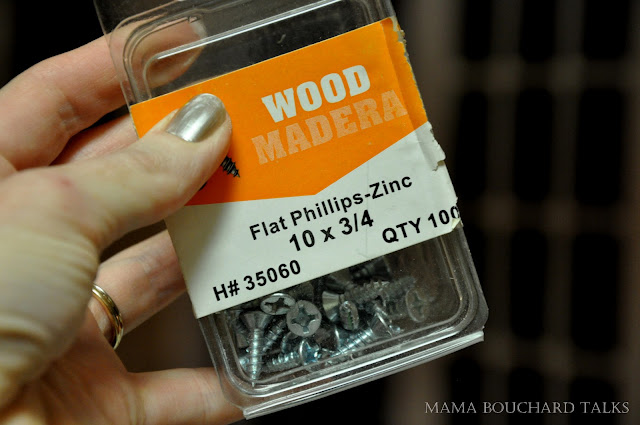 WOOD
MADERA
Flat Phillips-Zinc
10 x 3/4
H# 35060
QTY 100
MAMA BOUCHARD TALKS